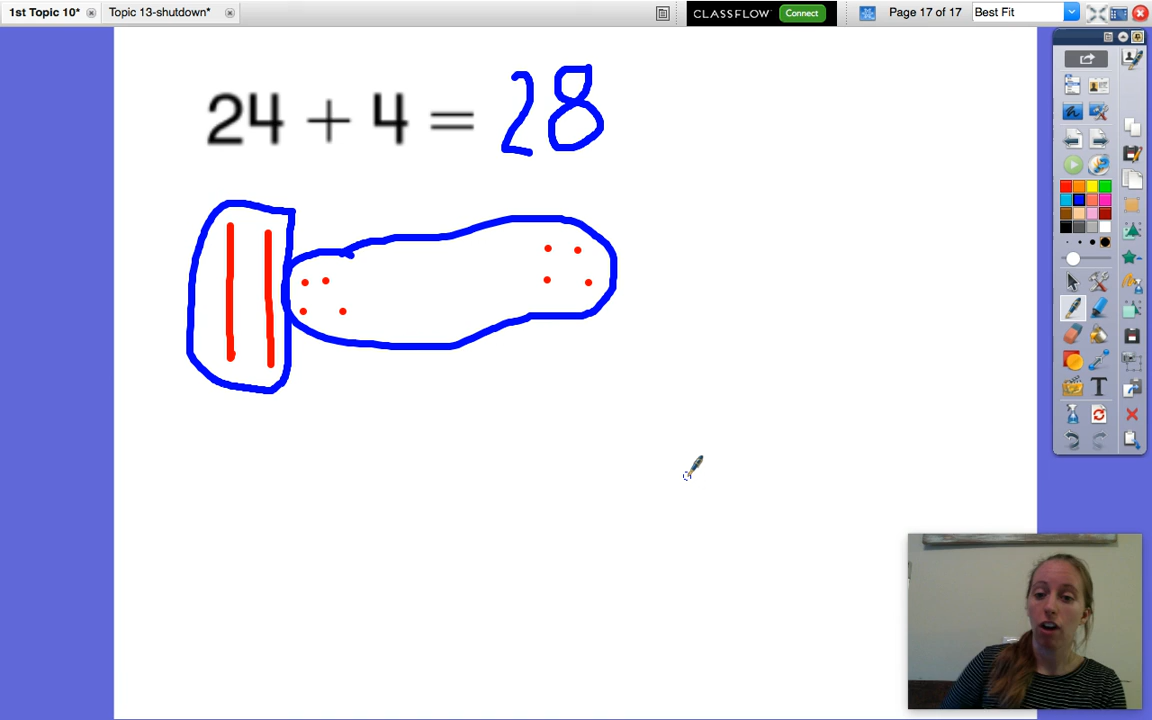 1st Topic 10*
Topic 13-shutdown*
CLASSFLOW Connect
Page 17 of 17
Best Fit
24 + 4 = 28
T